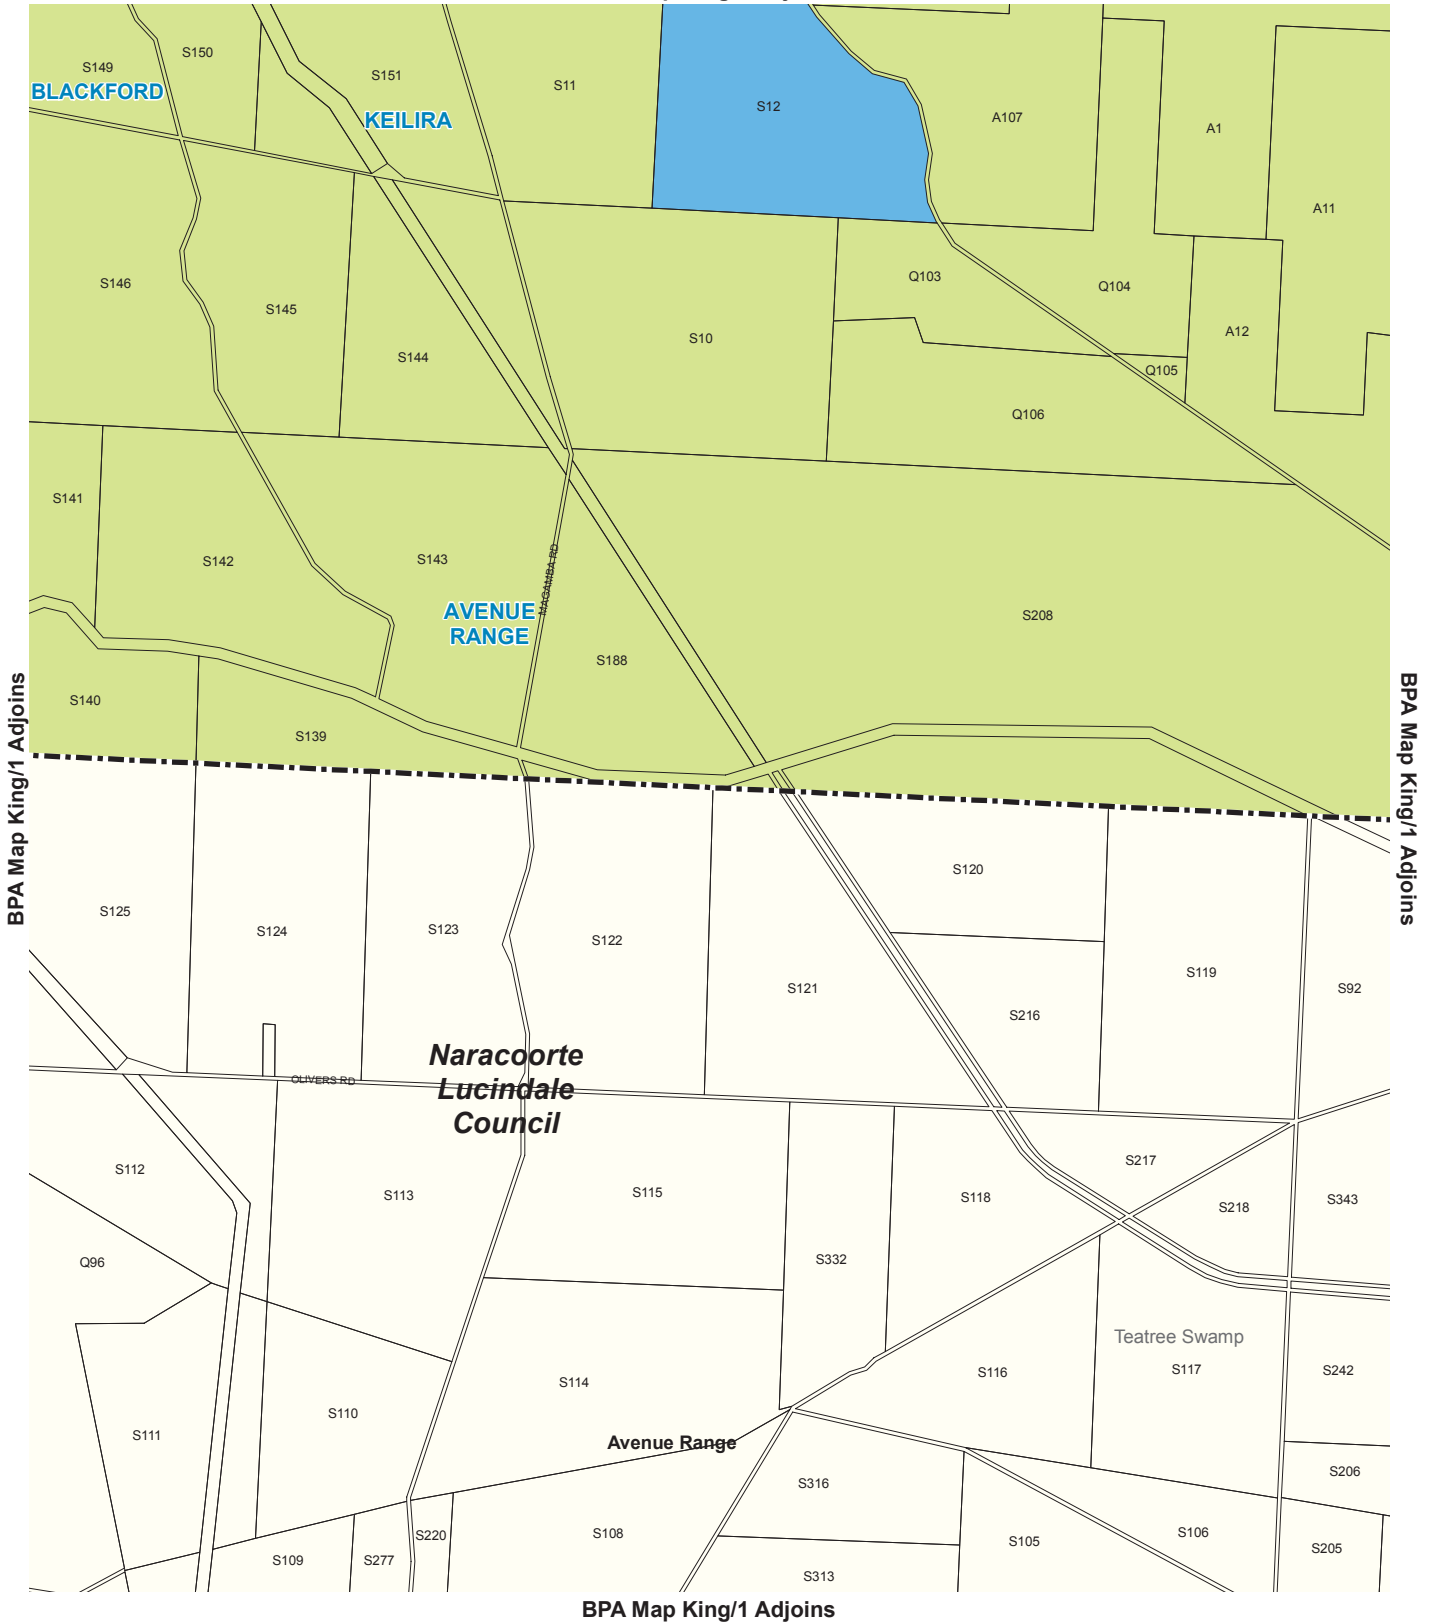 S149
S150
BLACKFORD
S151
KEILIRA
S11
S12
A107
A1
A11
S146
S145
S144
S10
Q103
Q104
A12
Q105
Q106
S141
S142
S143
MAGAMBA RD
AVENUE
RANGE
S188
S208
S140
S139
BPA Map King/1 Adjoins
BPA Map King/1 Adjoins
S125
S124
S123
S122
S121
S120
S119
S92
S216
Naracoorte
Lucindale
Council
OLIVERS RD
S112
S113
S115
S332
S118
S217
S218
S343
Q96
Teatree Swamp
S111
S110
S114
S116
S117
S242
Avenue Range
S316
S206
S109
S277
S220
S108
S313
S105
S106
S205
BPA Map King/1 Adjoins